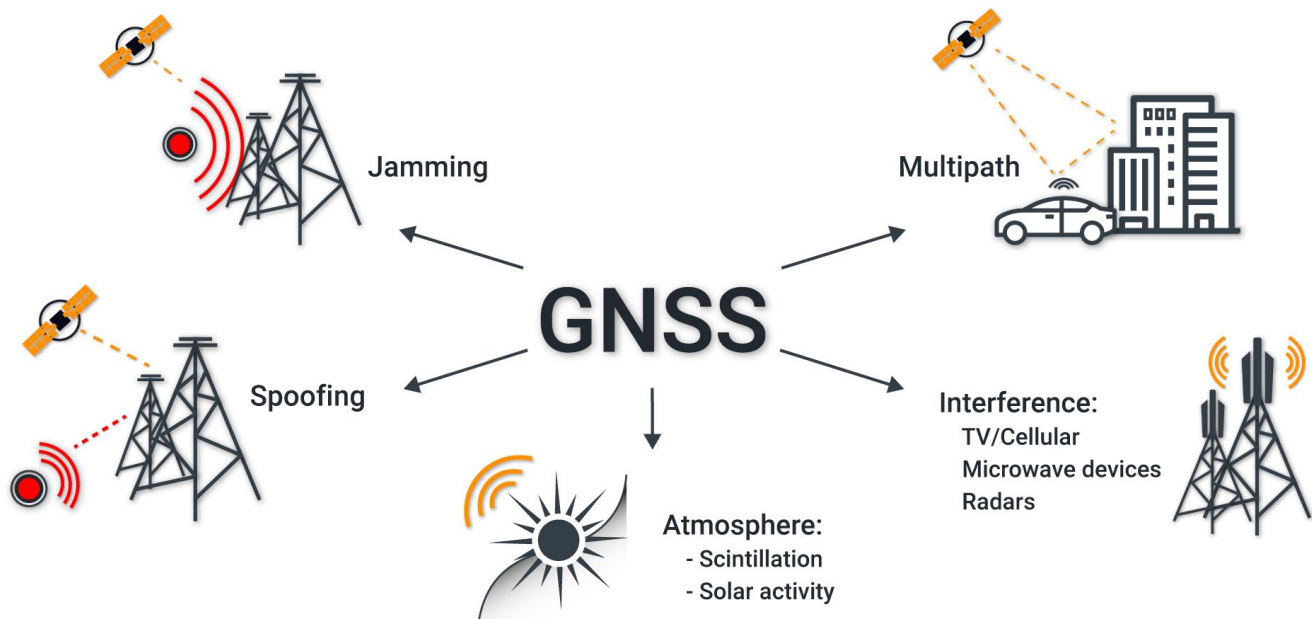 Jamming
Multipath
GNSS
Spoofing
Interference:
TV/Cellular
Microwave devices
Radars
Atmosphere:
- Scintillation
- Solar activity